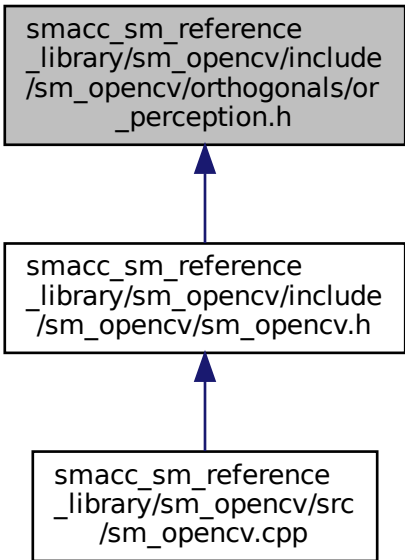 smacc_sm_reference
_library/sm_opencv/include
/sm_opencv/orthogonals/or
_perception.h
smacc_sm_reference
_library/sm_opencv/include
/sm_opencv/sm_opencv.h
smacc_sm_reference
_library/sm_opencv/src
/sm_opencv.cpp